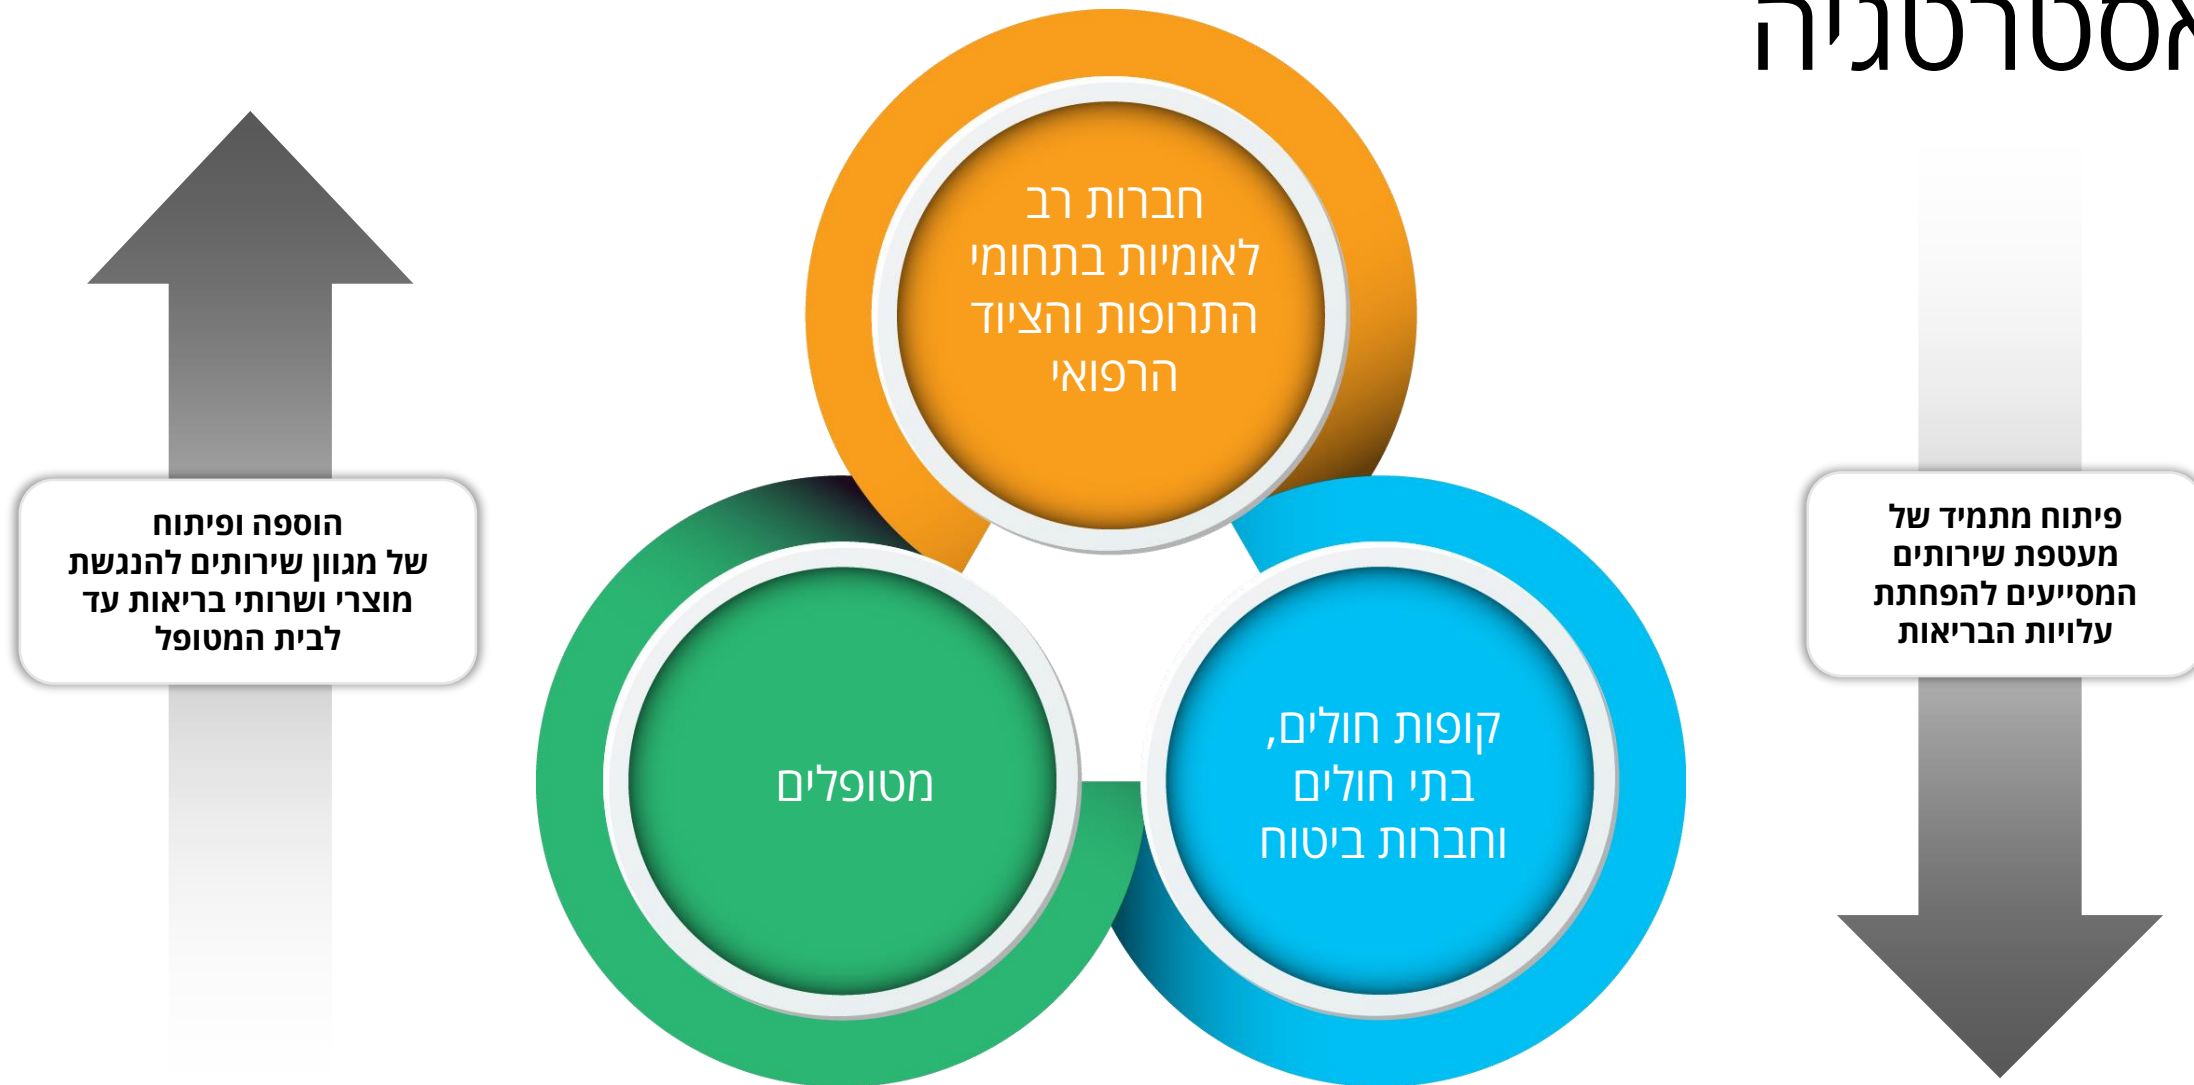 אסטרטגיה
חברות רב
לאומיות בתחומי
התרופות והציוד
הרפואי
פיתוח מתמיד של
מעטפת שירותים
המסייעים להפחתת
עלויות הבריאות
הוספה ופיתוח
של מגוון שירותים להנגשת
מוצרי ושרותי בריאות עד
לבית המטופל
קופות חולים,
בתי חולים
וחברות ביטוח
מטופלים